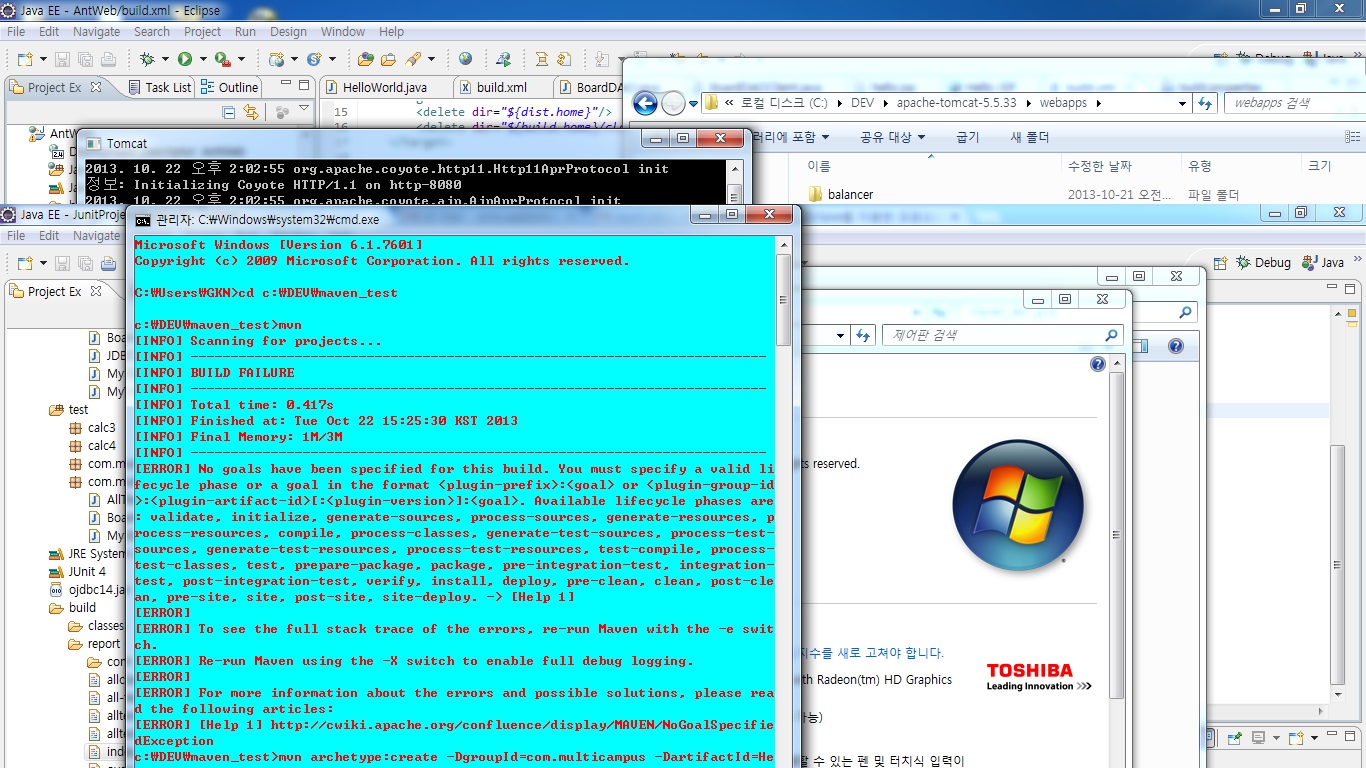 Java EE - AntWeb/build.xml - Eclipse
File Edit Navigate Search Project Run Design Window Help
Debug Java
Project Ex Task List Outline
HelloWorld.java build.xml BoardDA
15 <delete dir="${dist.home}"/>
16 <delete dir="${build.home}/cl
로컬 디스크 (C:) DEV apache-tomcat-5.5.33 webapps
webapps 검색
러리에 포함 공유 대상 굽기 새 폴더
이름 수정한 날짜 유형 크기
balancer 2013-10-21 오전... 파일 폴더
AntW
Tomcat
2013. 10. 22 오후 2:02:55 org.apache.coyote.http11.Http11AprProtocol init
정보: Initializing Coyote HTTP/1.1 on http-8080
2013. 10. 22 오후 2:02:55 org.apache.coyote.ajp.AjpAprProtocol init
Java EE - JunitProj
File Edit Navigate
Debug Java
Project Ex
Boa
JDB
My
My
test
calc3
calc4
com.m
com.m
AllT
Boa
My
JRE System
JUnit 4
ojdbc14.ja
build
classes
report
con
allc
all-
allte
allte
ind
관리자: C:\Windows\system32\cmd.exe
Microsoft Windows [Version 6.1.7601]
Copyright (c) 2009 Microsoft Corporation. All rights reserved.
C:₩Users₩GKN>cd c:₩DEV₩maven_test
c:₩DEV₩maven_test>mvn
[INFO] Scanning for projects...
[INFO] ------------------------------------------------------------------------
[INFO] BUILD FAILURE
[INFO] ------------------------------------------------------------------------
[INFO] Total time: 0.417s
[INFO] Finished at: Tue Oct 22 15:25:30 KST 2013
[INFO] Final Memory: 1M/3M
[INFO] ------------------------------------------------------------------------
[ERROR] No goals have been specified for this build. You must specify a valid li
fecycle phase or a goal in the format <plugin-prefix>:<goal> or <plugin-group-id
>:<plugin-artifact-id>[:<plugin-version>]:<goal>. Available lifecycle phases are
: validate, initialize, generate-sources, process-sources, generate-resources, p
rocess-resources, compile, process-classes, generate-test-sources, process-test-
sources, generate-test-resources, process-test-resources, test-compile, process-
test-classes, test, prepare-package, package, pre-integration-test, integration-
test, post-integration-test, verify, install, deploy, pre-clean, clean, post-cle
an, pre-site, site, post-site, site-deploy. -> [Help 1]
[ERROR]
[ERROR] To see the full stack trace of the errors, re-run Maven with the -e swit
ch.
[ERROR] Re-run Maven using the -X switch to enable full debug logging.
[ERROR]
[ERROR] For more information about the errors and possible solutions, please rea
d the following articles:
[ERROR] [Help 1] http://cwiki.apache.org/confluence/display/MAVEN/NoGoalSpecifie
dException
c:₩DEV₩maven_test>mvn archetype:create -DgroupId=com.multicampus -DartifactId=He
제어판 검색
ts reserved.
지수를 새로 고쳐야 합니다.
th Radeon(tm) HD Graphics
가능)
할 수 있는 펜 및 터치식 입력이
TOSHIBA
Leading Innovation >>>